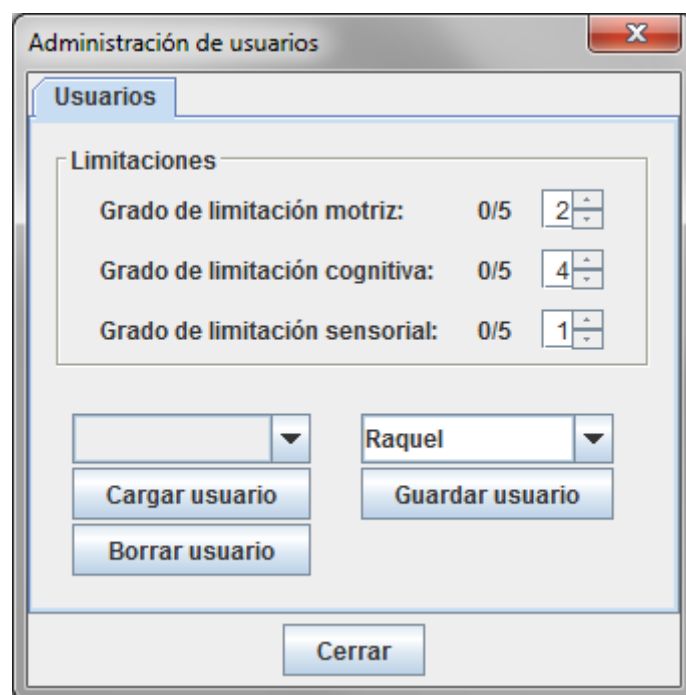 Administración de usuarios
Usuarios
Limitaciones
Grado de limitación motriz: 0/5 2
Grado de limitación cognitiva: 0/5 4
Grado de limitación sensorial: 0/5 1
Raquel
Cargar usuario Guardar usuario
Borrar usuario
Cerrar